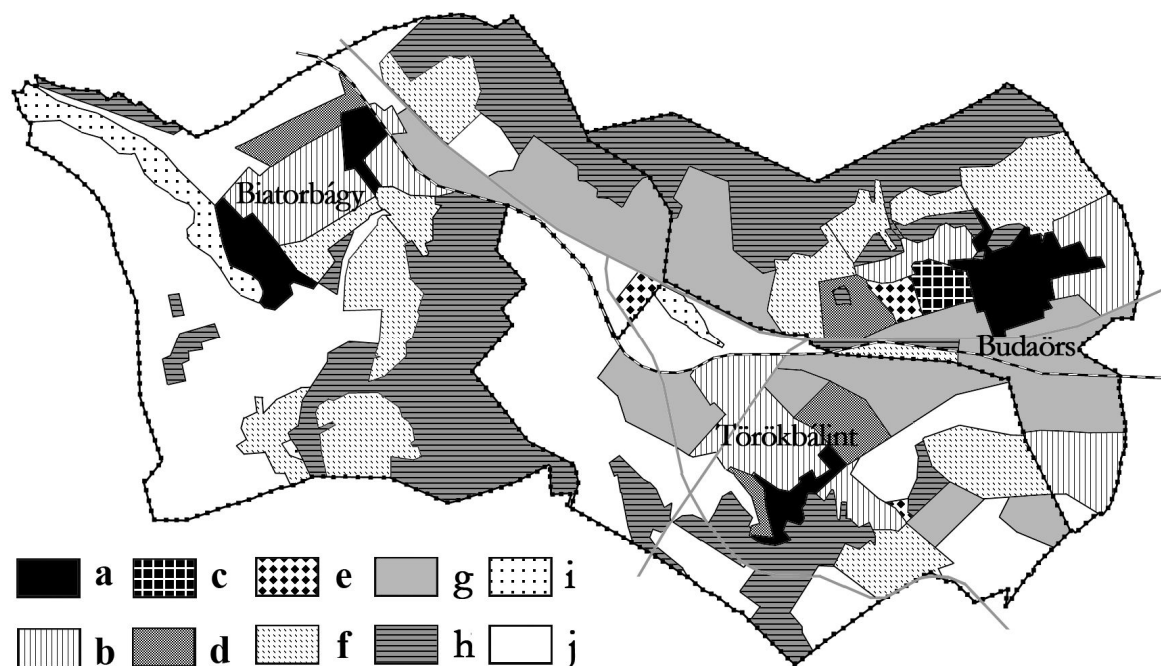 Biatorbágy
Budaörs
Törökbálint
a c e g i
b d f h j